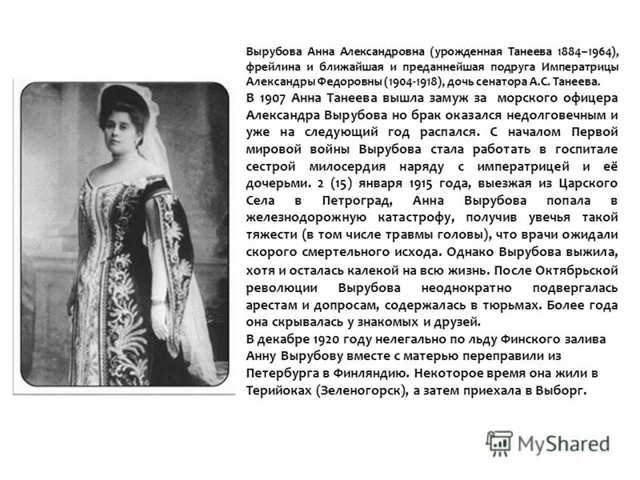 Вырубова Анна Александровна (урожденная Танеева 1884–1964),
фрейлина и ближайшая и преданнейшая подруга Императрицы
Александры Федоровны (1904-1918), дочь сенатора А.С. Танеева.
В 1907 Анна Танеева вышла замуж за морского офицера
Александра Вырубова но брак оказался недолговечным и
уже на следующий год распался. С началом Первой
мировой войны Вырубова стала работать в госпитале
сестрой милосердия наряду с императрицей и её
дочерьми. 2 (15) января 1915 года, выезжая из Царского
Села в Петроград, Анна Вырубова попала в
железнодорожную катастрофу, получив увечья такой
тяжести (в том числе травмы головы), что врачи ожидали
скорого смертельного исхода. Однако Вырубова выжила,
хотя и осталась калекой на всю жизнь. После Октябрьской
революции Вырубова неоднократно подвергалась
арестам и допросам, содержалась в тюрьмах. Более года
она скрывалась у знакомых и друзей.
В декабре 1920 году нелегально по льду Финского залива
Анну Вырубову вместе с матерью переправили из
Петербурга в Финляндию. Некоторое время она жили в
Терийоках (Зеленогорск), а затем приехала в Выборг.
MyShared